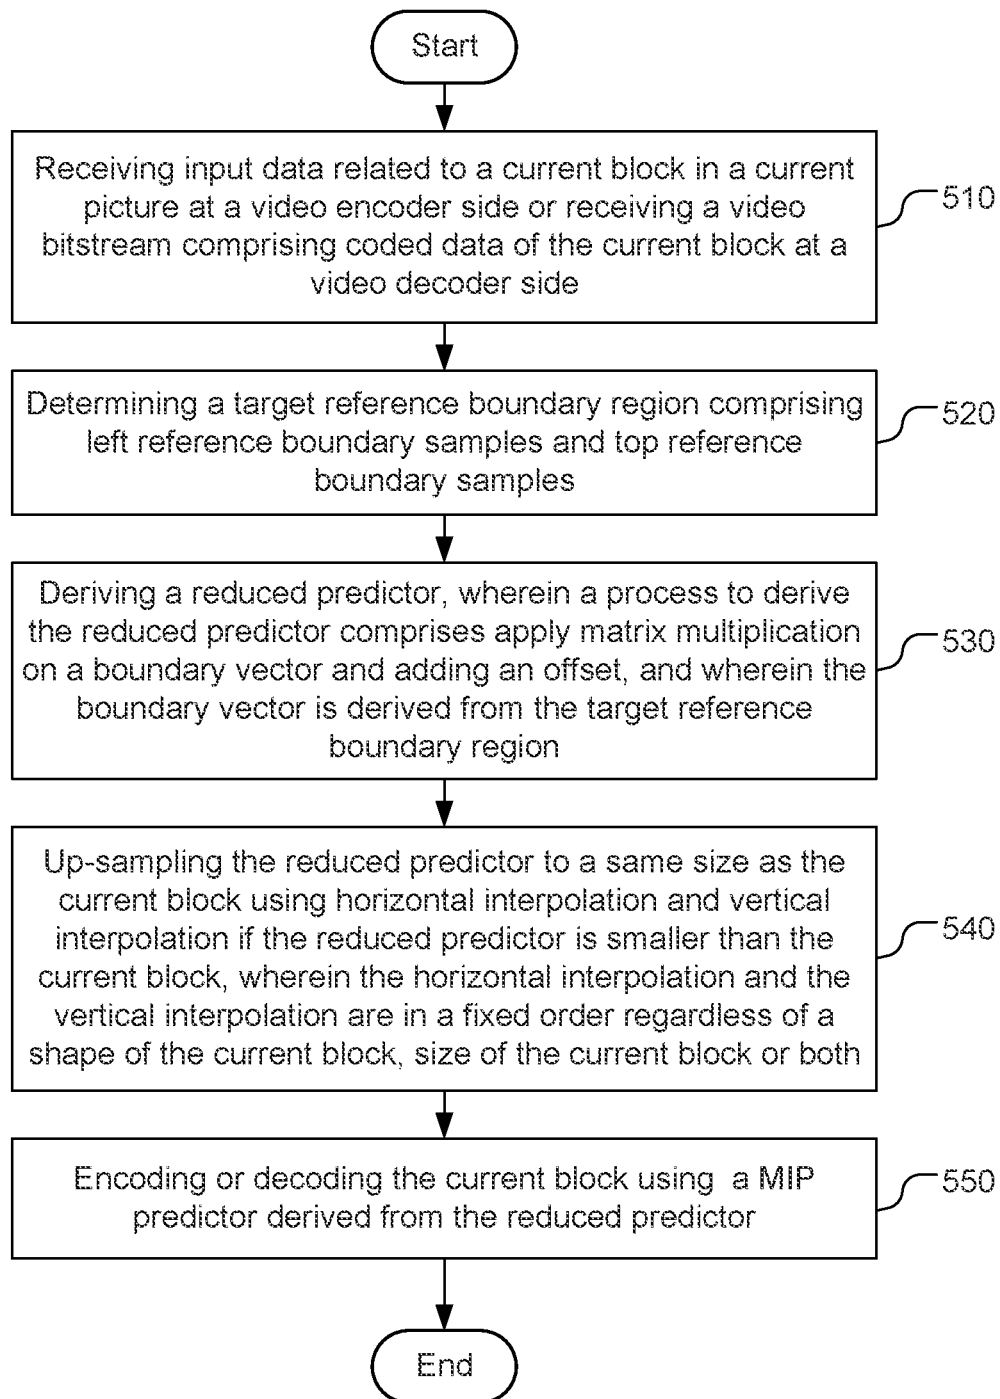 Start
Receiving input data related to a current block in a current
picture at a video encoder side or receiving a video
bitstream comprising coded data of the current block at a
video decoder side
510
Determining a target reference boundary region comprising
left reference boundary samples and top reference
boundary samples
520
Deriving a reduced predictor, wherein a process to derive
the reduced predictor comprises apply matrix multiplication
on a boundary vector and adding an offset, and wherein the
boundary vector is derived from the target reference
boundary region
530
Up-sampling the reduced predictor to a same size as the
current block using horizontal interpolation and vertical
interpolation if the reduced predictor is smaller than the
current block, wherein the horizontal interpolation and the
vertical interpolation are in a fixed order regardless of a
shape of the current block, size of the current block or both
540
Encoding or decoding the current block using a MIP
predictor derived from the reduced predictor
550
End